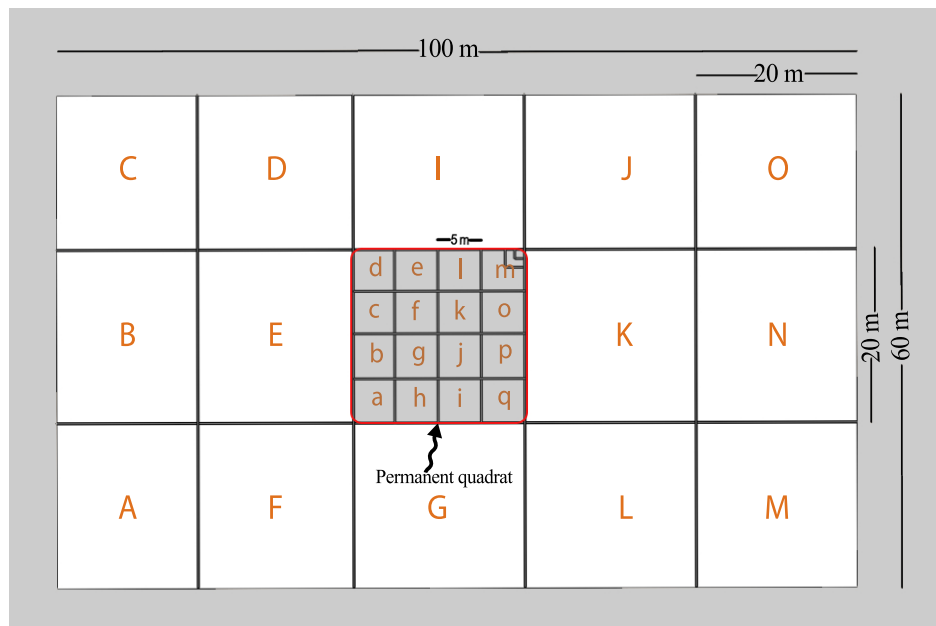 100 m
20 m
C D I J O
5 m
d e l m
c f k o
B E K N
b g j p
a h i q
20 m
60 m
Permanent quadrat
A F G L M